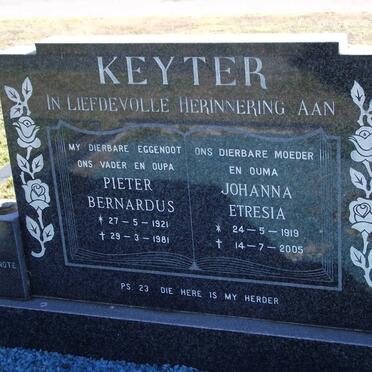 KEYTER
IN LIEFDEVOLLE HERINNERING AAN
MY DIERBARE EGGENOOT
ONS VADER EN OUPA
PIETER
BERNARDUS
* 27-5-1921
† 29-3-1981
ONS DIERBARE MOEDER
EN OUMA
JOHANNA
ETRESIA
* 24-5-1919
† 14-7-2005
PS. 23 DIE HERE IS MY HERDER